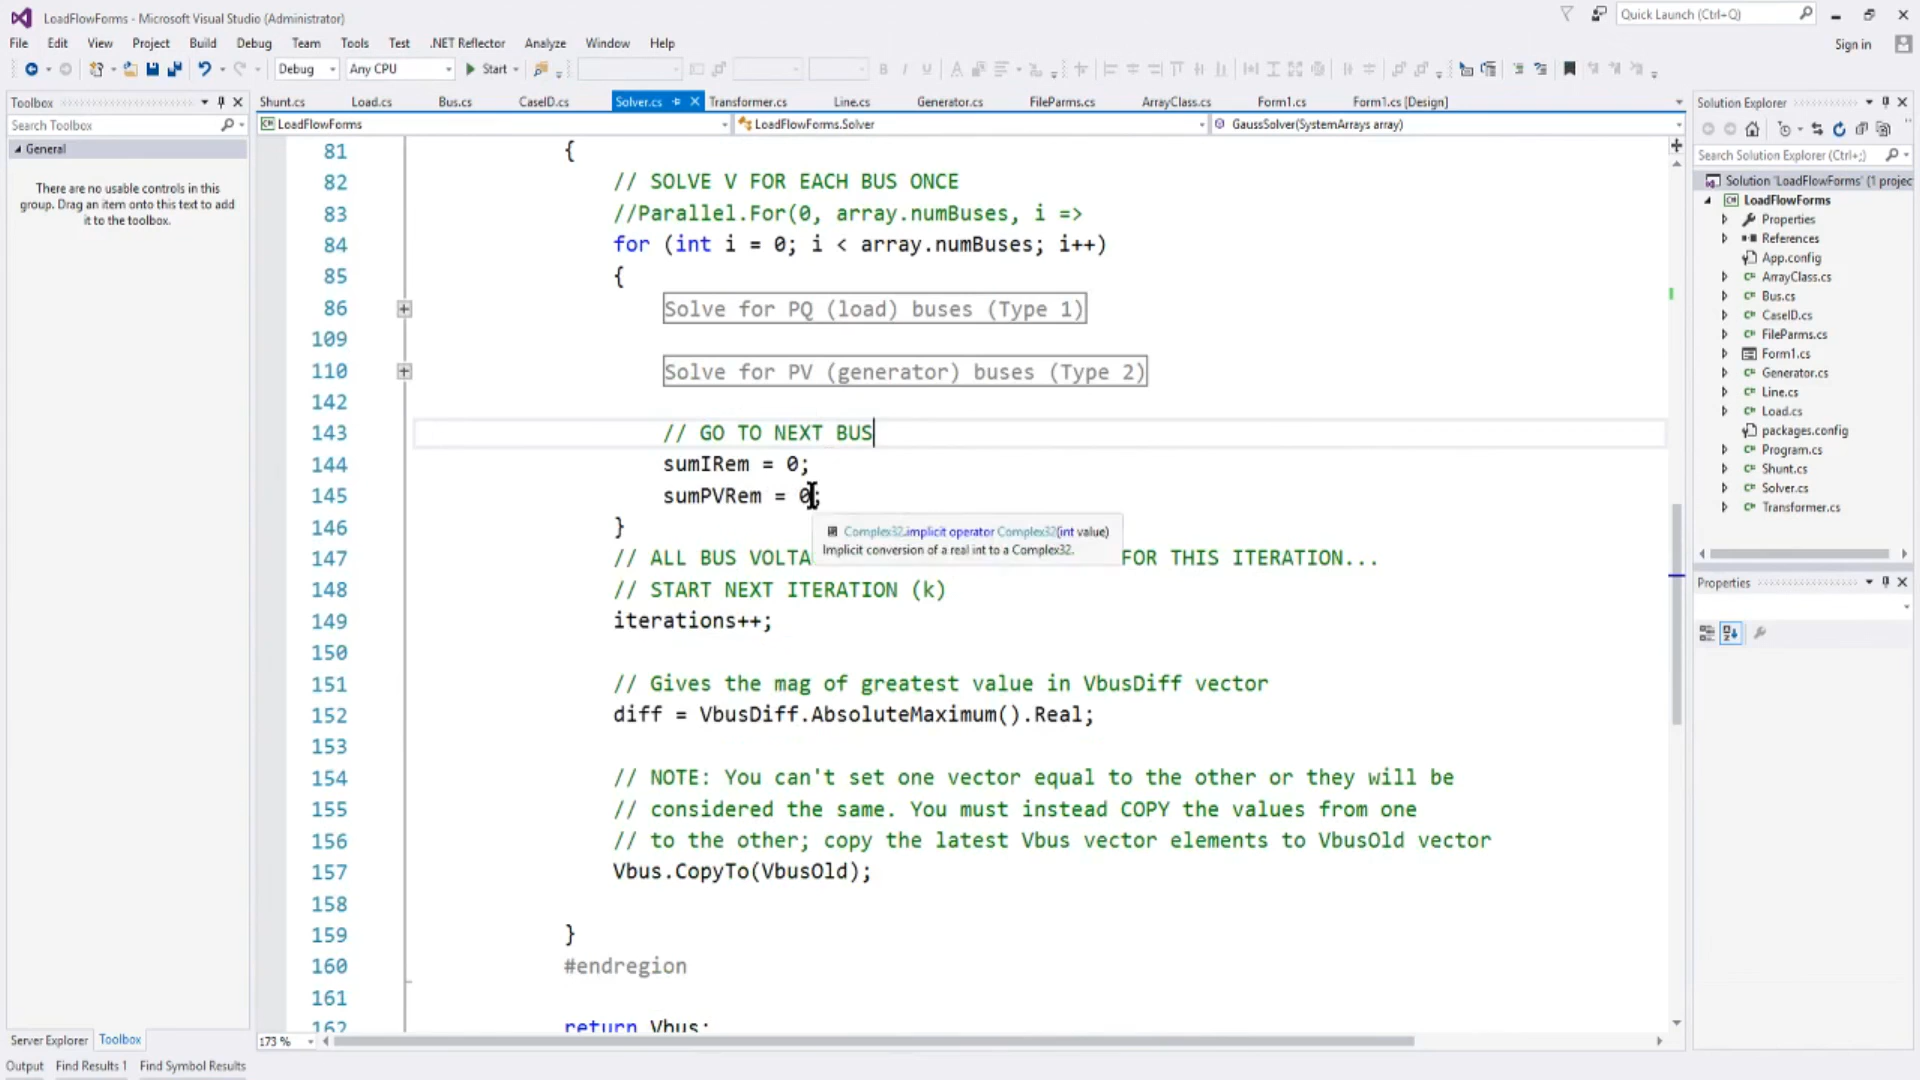 LoadFlowForms - Microsoft Visual Studio (Administrator)
Quick Launch (Ctrl+Q)
File Edit View Project Build Debug Team Tools Test .NET Reflector Analyze Window Help
Sign in
Debug Any CPU Start
Toolbox
Search Toolbox
General
There are no usable controls in this
group. Drag an item onto this text to add
it to the toolbox.
Shunt.cs Load.cs Bus.cs CaseID.cs Solver.cs Transformer.cs Line.cs Generator.cs FileParms.cs ArrayClass.cs Form1.cs Form1.cs [Design]
LoadFlowForms LoadFlowForms.Solver GaussSolver(SystemArrays array)
81 {
82 // SOLVE V FOR EACH BUS ONCE
83 //Parallel.For(0, array.numBuses, i =>
84 for (int i = 0; i < array.numBuses; i++)
85 {
86 Solve for PQ (load) buses (Type 1)
109
110 Solve for PV (generator) buses (Type 2)
142
143 // GO TO NEXT BUS
144 sumIRem = 0;
145 sumPVRem = 0;
146 }
Complex32.implicit operator Complex32(int value)
Implicit conversion of a real int to a Complex32.
147 // ALL BUS VOLTA FOR THIS ITERATION...
148 // START NEXT ITERATION (k)
149 iterations++;
150
151 // Gives the mag of greatest value in VbusDiff vector
152 diff = VbusDiff.AbsoluteMaximum().Real;
153
154 // NOTE: You can't set one vector equal to the other or they will be
155 // considered the same. You must instead COPY the values from one
156 // to the other; copy the latest Vbus vector elements to VbusOld vector
157 Vbus.CopyTo(VbusOld);
158
159 }
160 #endregion
161
162 return Vbus;
173 %
Server Explorer Toolbox
Output Find Results 1 Find Symbol Results
Solution Explorer
Search Solution Explorer (Ctrl+;)
Solution 'LoadFlowForms' (1 projec
LoadFlowForms
Properties
References
App.config
ArrayClass.cs
Bus.cs
CaseID.cs
FileParms.cs
Form1.cs
Generator.cs
Line.cs
Load.cs
packages.config
Program.cs
Shunt.cs
Solver.cs
Transformer.cs
Properties